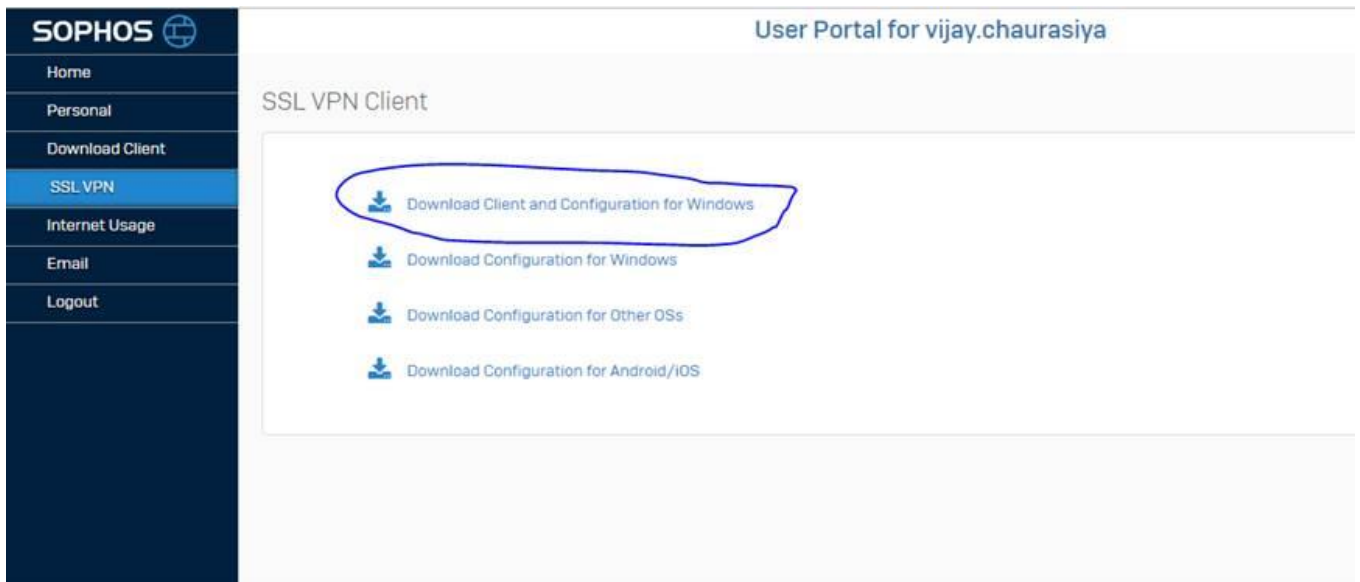 SOPHOS
User Portal for vijay.chaurasiya
Home
Personal
Download Client
SSL VPN
Internet Usage
Email
Logout
SSL VPN Client
Download Client and Configuration for Windows
Download Configuration for Windows
Download Configuration for Other OSs
Download Configuration for Android/iOS